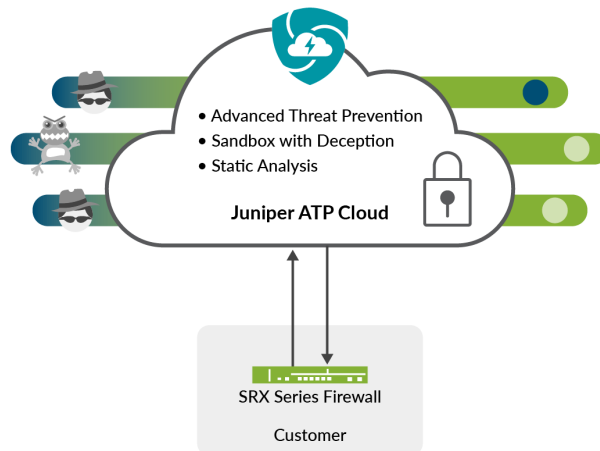 • Advanced Threat Prevention
• Sandbox with Deception
• Static Analysis
Juniper ATP Cloud
SRX Series Firewall
Customer